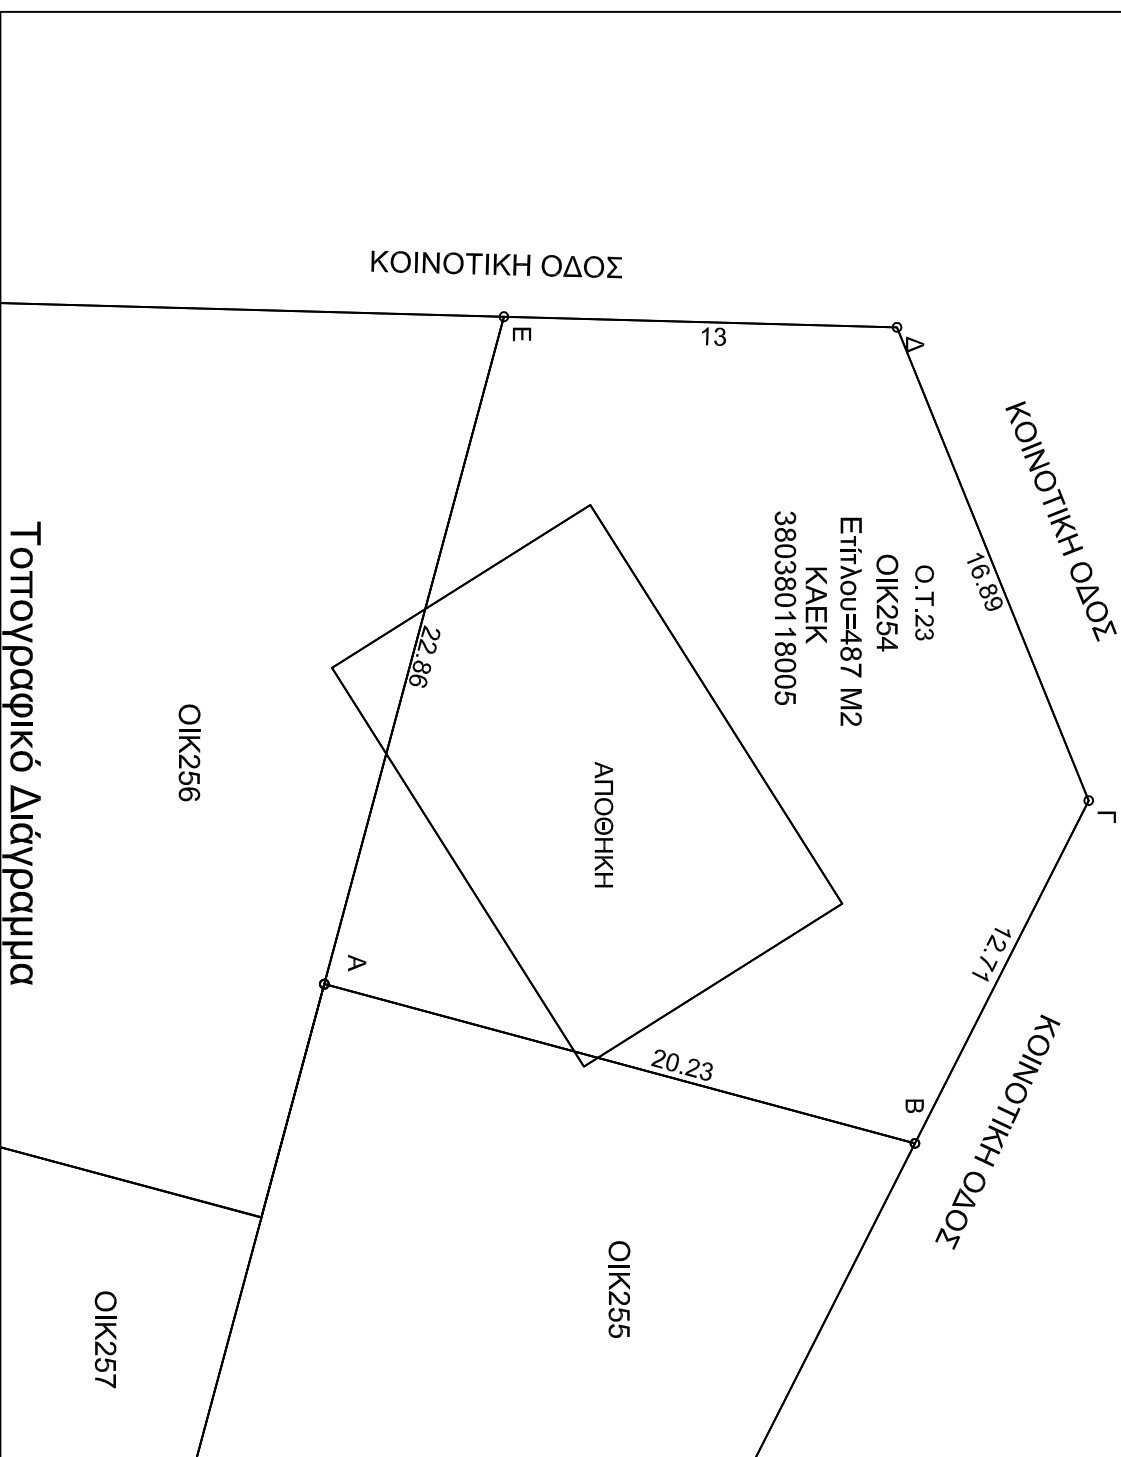 ΚΟΙΝΟΤΙΚΗ ΟΔΟΣ
ΚΟΙΝΟΤΙΚΗ ΟΔΟΣ
ΚΟΙΝΟΤΙΚΗ ΟΔΟΣ
Ε
13
Δ
16.89
Γ
12.71
Β
20.23
Α
22.86
Ο.Τ.23
ΟΙΚ254
Ετίτλου=487 Μ2
ΚΑΕΚ
380380118005
ΑΠΟΘΗΚΗ
ΟΙΚ256
ΟΙΚ255
ΟΙΚ257
Τοπογραφικό Διάγραμμα